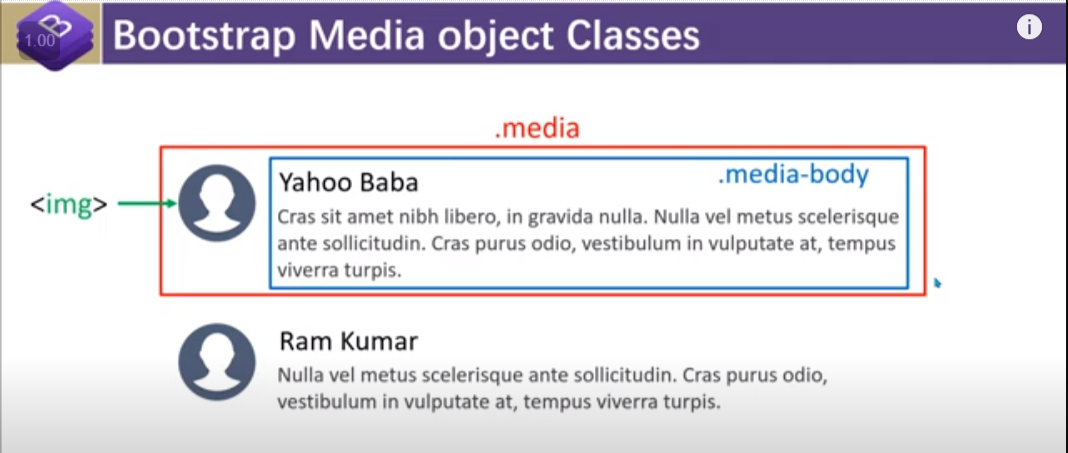 1.00
Bootstrap Media object Classes
i
.media
<img>
Yahoo Baba
.media-body
Cras sit amet nibh libero, in gravida nulla. Nulla vel metus scelerisque
ante sollicitudin. Cras purus odio, vestibulum in vulputate at, tempus
viverra turpis.
Ram Kumar
Nulla vel metus scelerisque ante sollicitudin. Cras purus odio,
vestibulum in vulputate at, tempus viverra turpis.